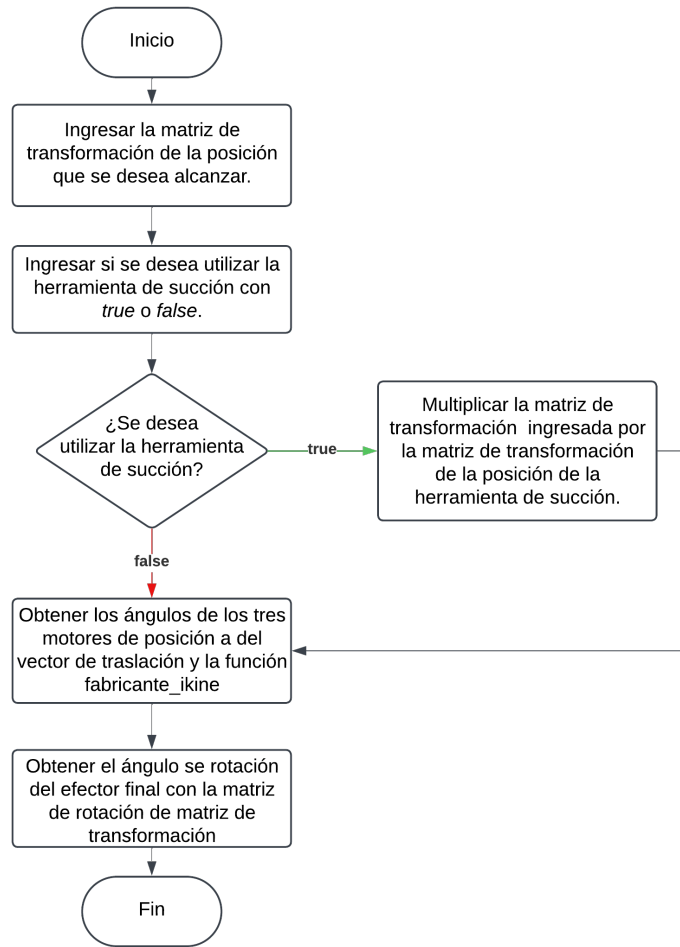 Inicio
Ingresar la matriz de
transformación de la posición
que se desea alcanzar.
Ingresar si se desea utilizar la
herramienta de succión con
true o false.
¿Se desea
utilizar la herramienta
de succión?
true
Multiplicar la matriz de
transformación  ingresada por
la matriz de transformación
de la posición de la
herramienta de succión.
false
Obtener los ángulos de los tres
motores de posición a del
vector de traslación y la función
fabricante_ikine
Obtener el ángulo se rotación
del efector final con la matriz
de rotación de matriz de
transformación
Fin